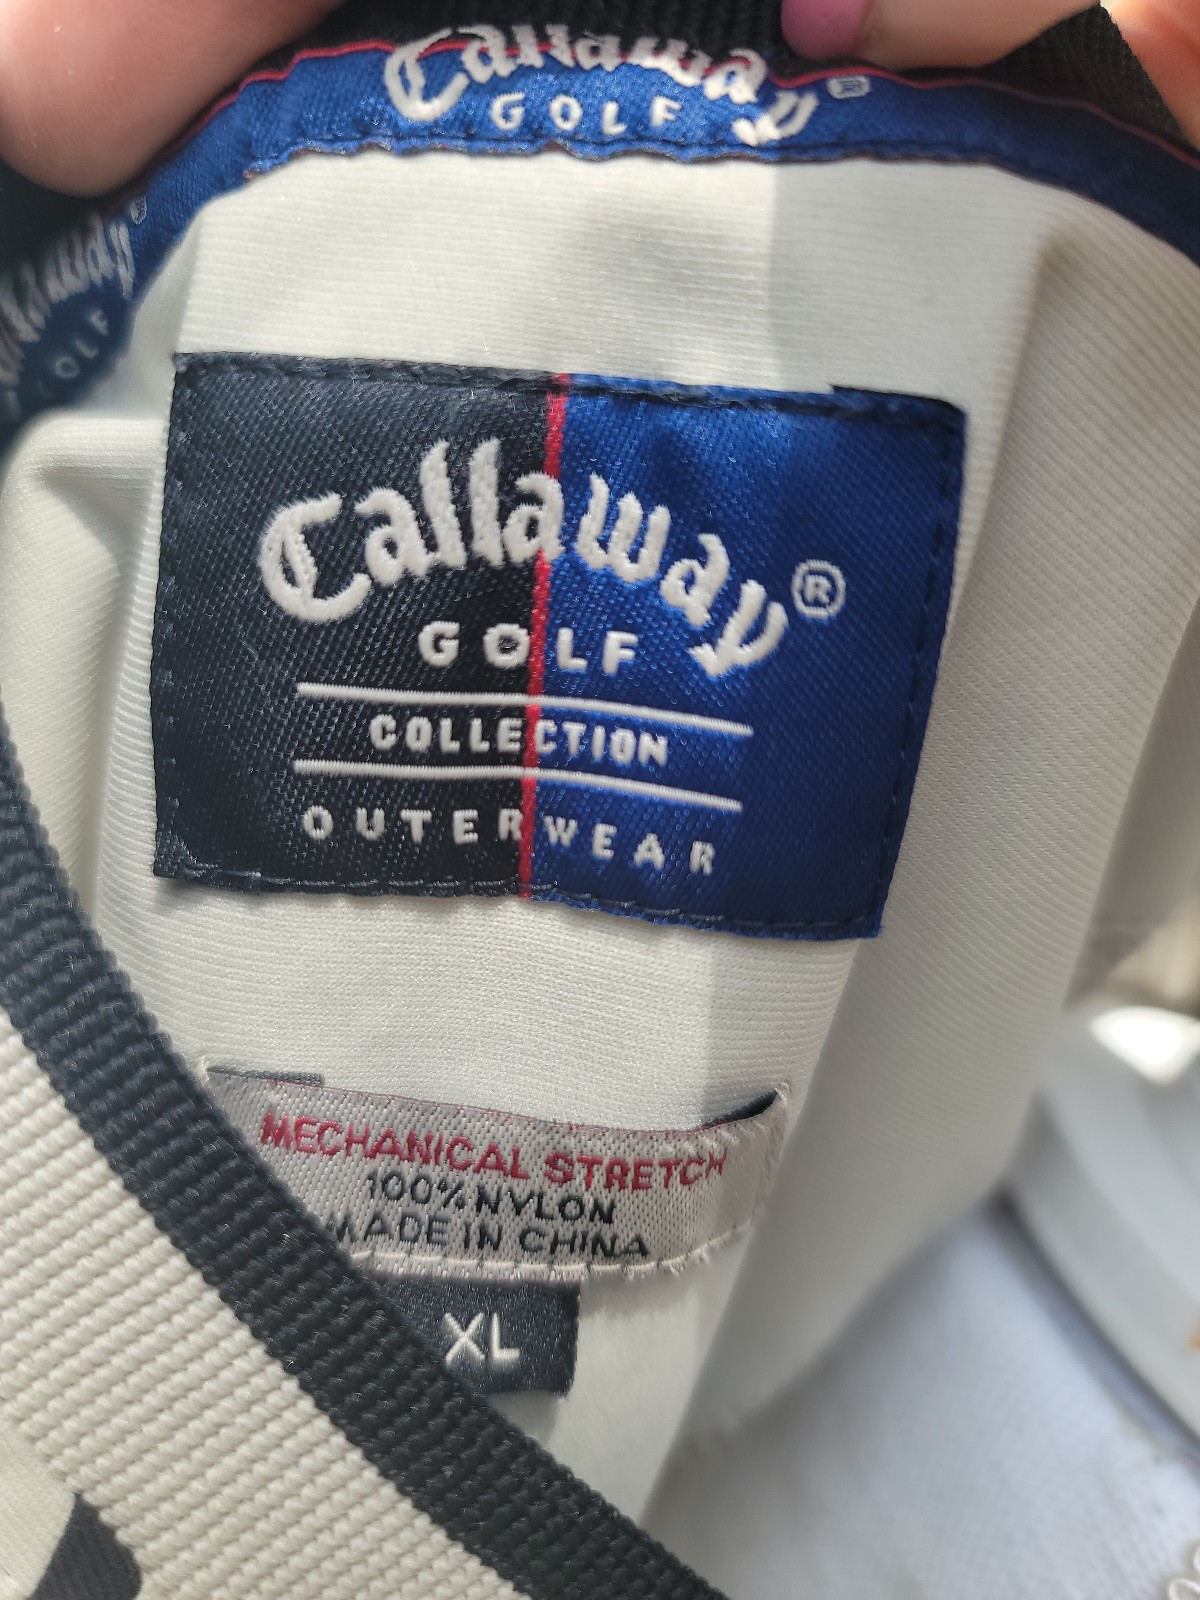 Callaway®
GOLF
Callaway®
GOLF
Callaway®
GOLF
COLLECTION
OUTERWEAR
MECHANICAL STRETCH
100% NYLON
MADE IN CHINA
XL